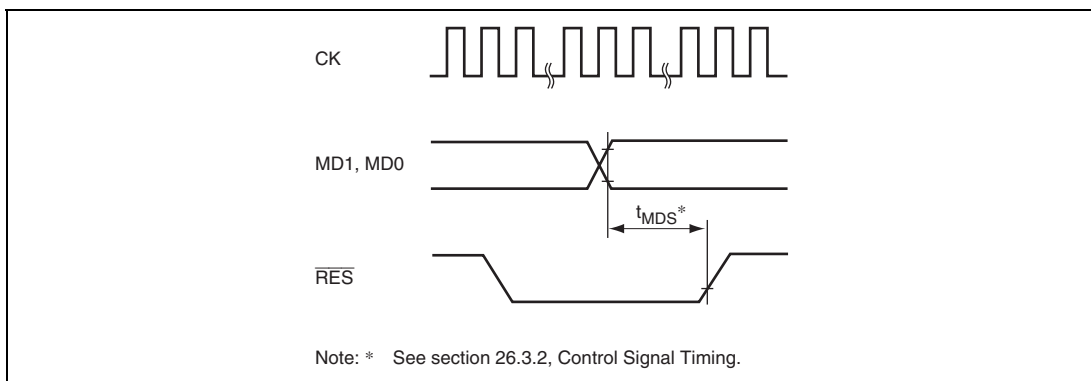 CK
MD1, MD0
tMDS*
RES
Note: * See section 26.3.2, Control Signal Timing.